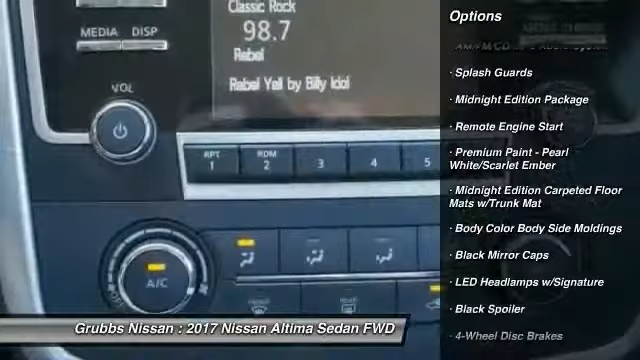 Classic Rock
98.7
Rebel
Rebel Yell by Billy Idol
MEDIA DISP
VOL
RPT 1
RDM 2
3
4
5
A/C
Options
AM/FM/CD
· Splash Guards
· Midnight Edition Package
· Remote Engine Start
· Premium Paint - Pearl
White/Scarlet Ember
· Midnight Edition Carpeted Floor
Mats w/Trunk Mat
· Body Color Body Side Moldings
· Black Mirror Caps
· LED Headlamps w/Signature
· Black Spoiler
· 4-Wheel Disc Brakes
Grubbs Nissan : 2017 Nissan Altima Sedan FWD